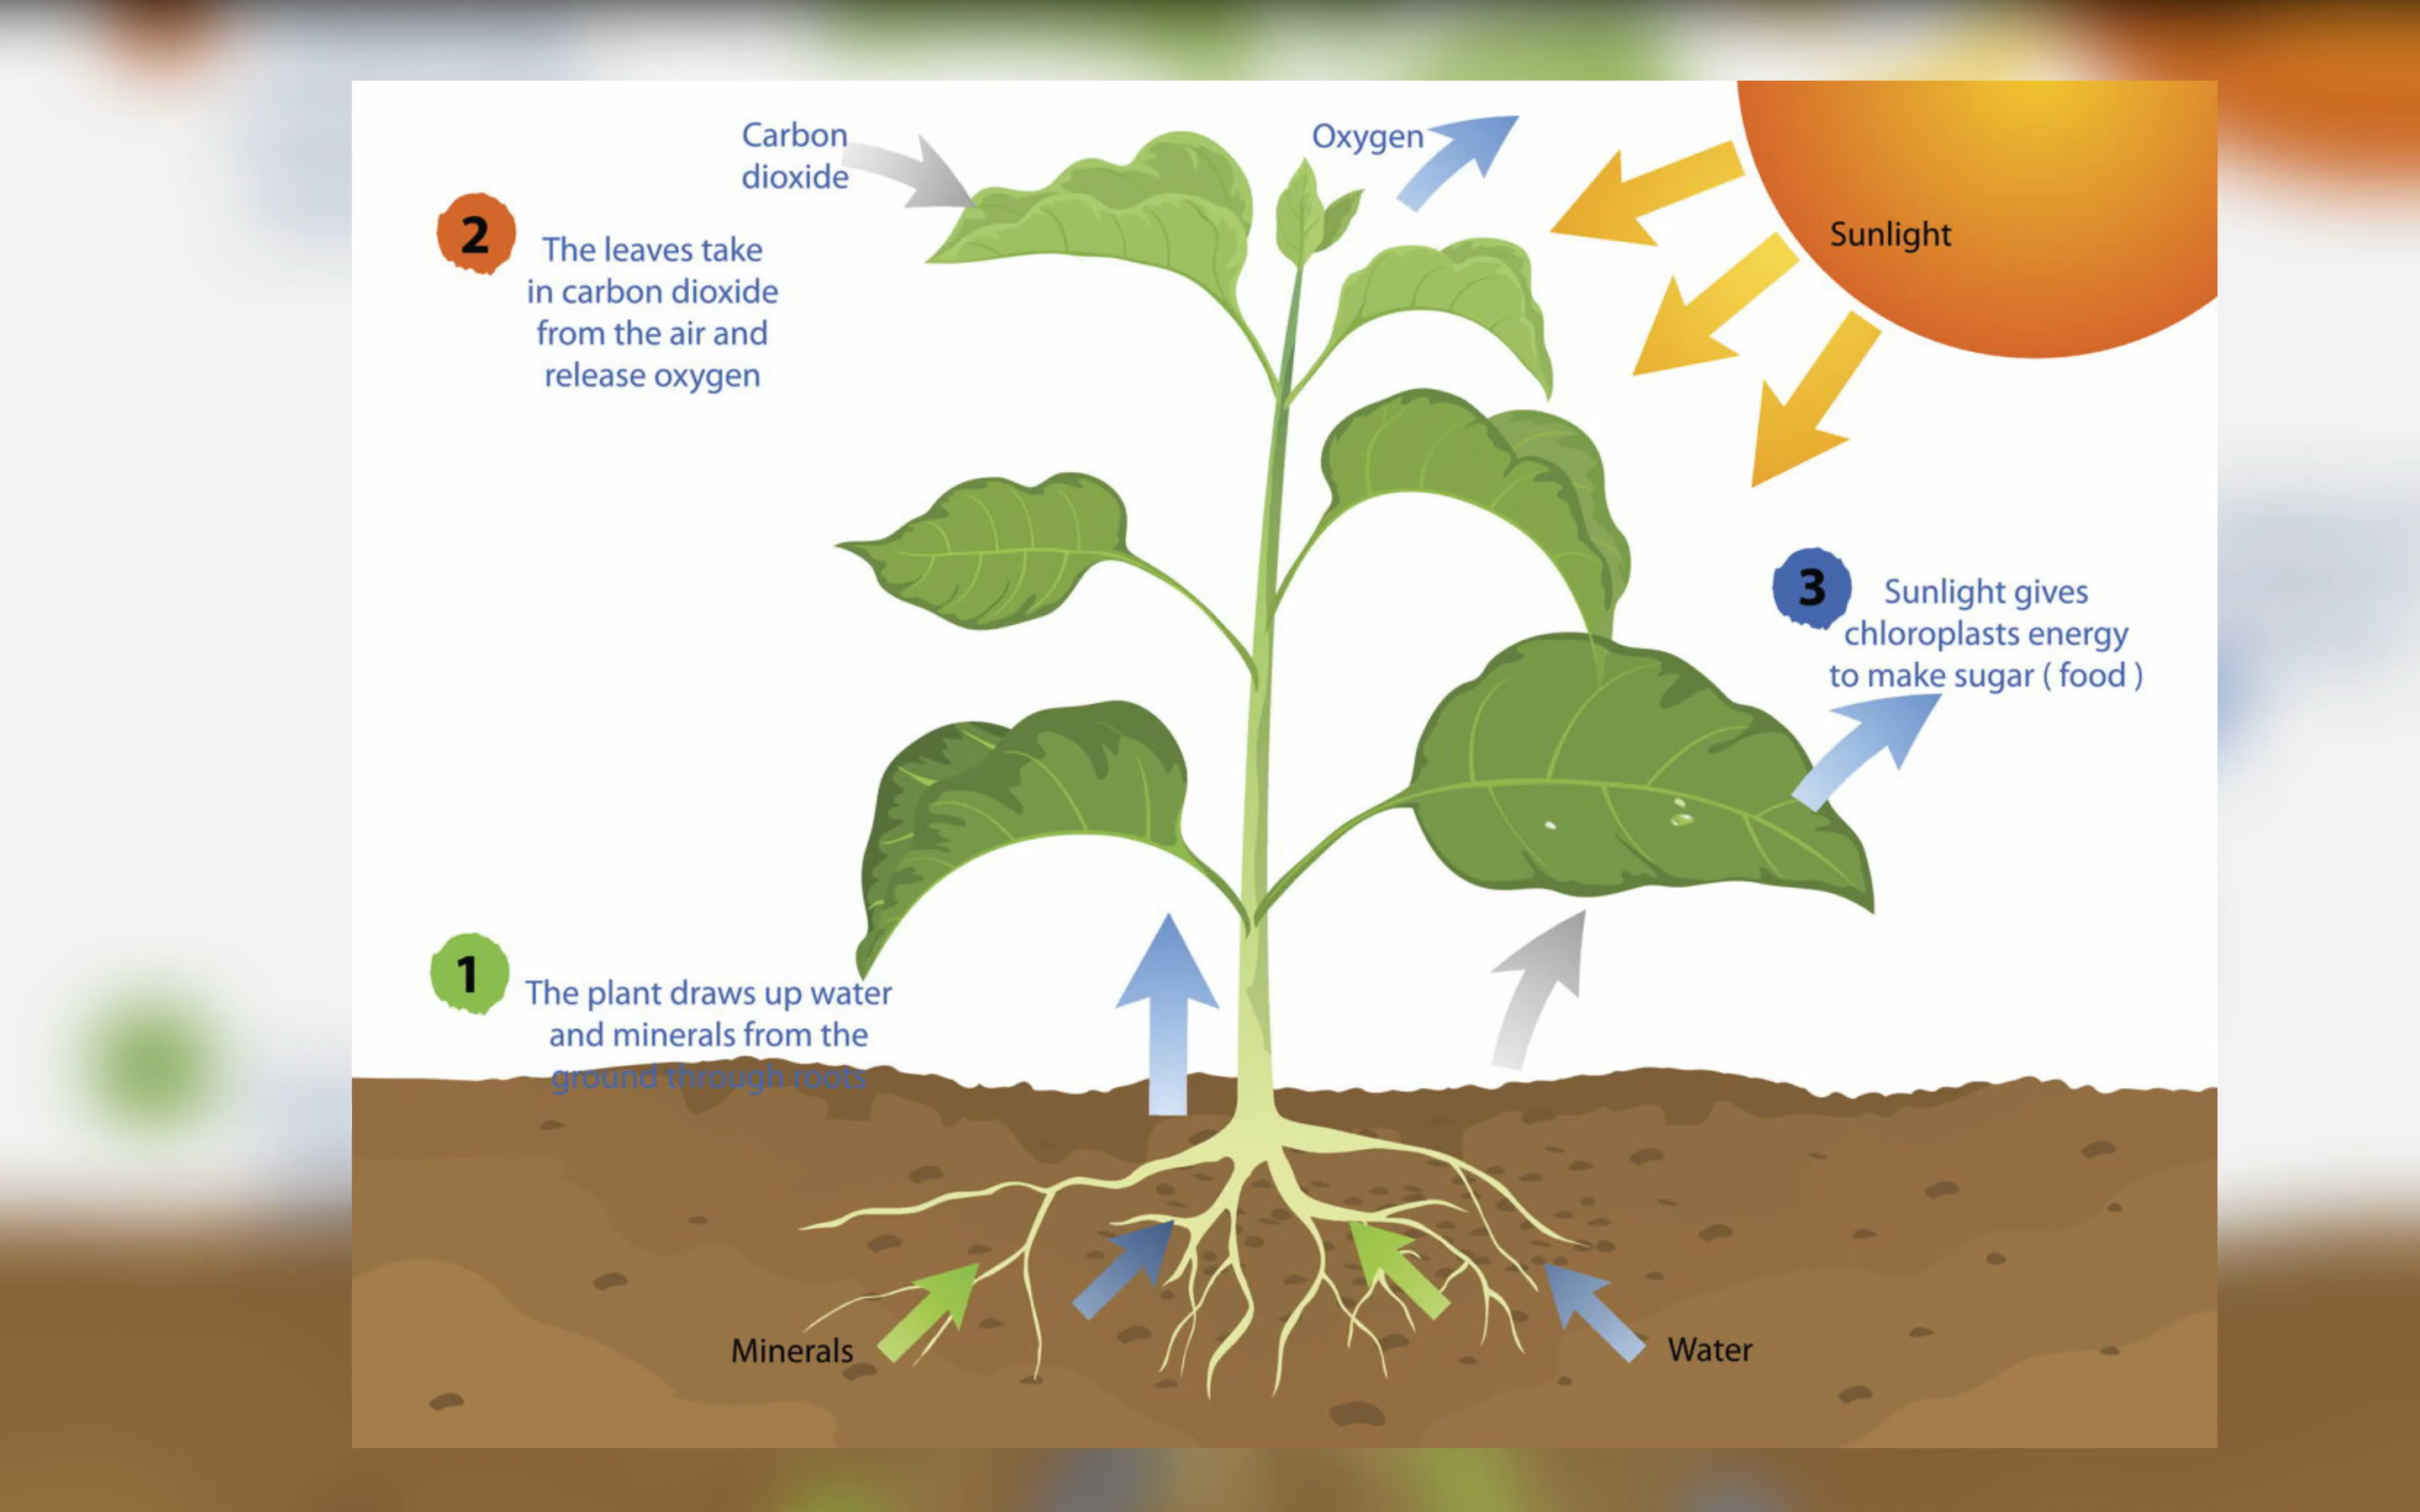 Carbon
dioxide
Oxygen
Sunlight
2
The leaves take
in carbon dioxide
from the air and
release oxygen
3
Sunlight gives
chloroplasts energy
to make sugar ( food )
1
The plant draws up water
and minerals from the
ground through roots
Minerals
Water